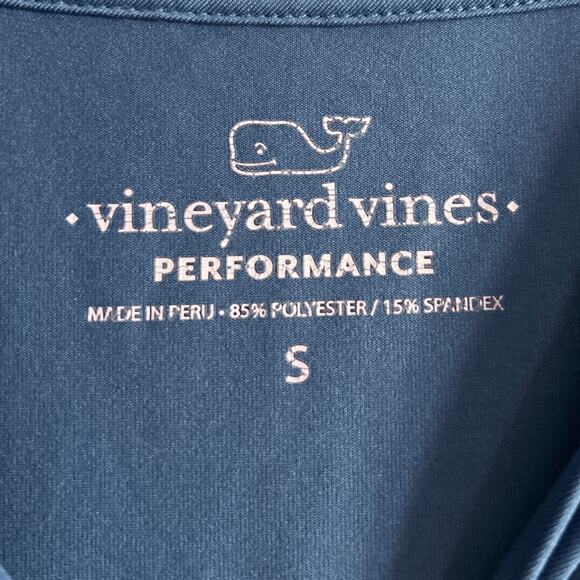 • vineyard vines •
PERFORMANCE
MADE IN PERU • 85% POLYESTER / 15% SPANDEX
S